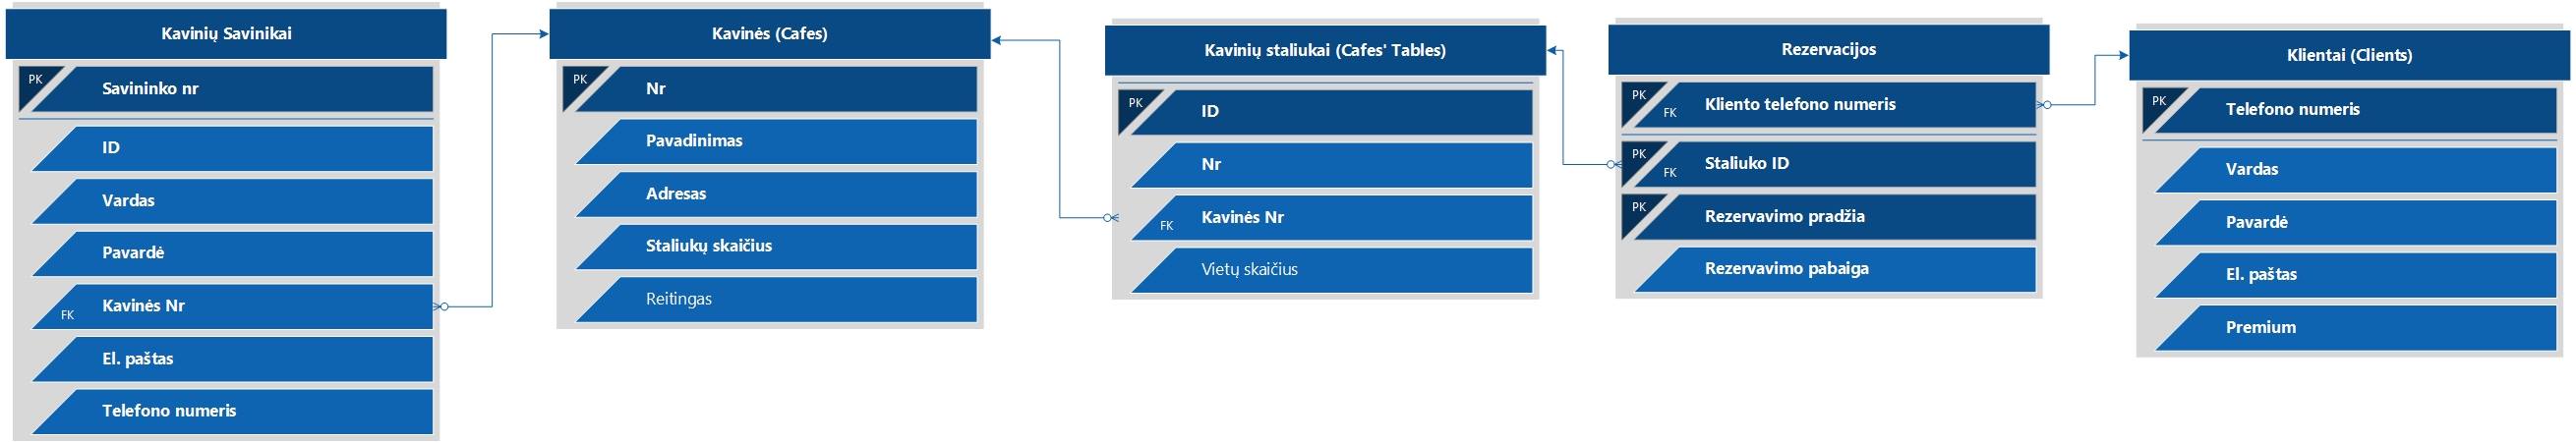 Kavinių Savinikai
PK
Savininko nr
ID
Vardas
Pavardė
FK
Kavinės Nr
El. paštas
Telefono numeris
Kavinės (Cafes)
PK
Nr
Pavadinimas
Adresas
Staliukų skaičius
Reitingas
Kavinių staliukai (Cafes' Tables)
PK
ID
Nr
FK
Kavinės Nr
Vietų skaičius
Rezervacijos
PK
FK
Kliento telefono numeris
PK
FK
Staliuko ID
PK
Rezervavimo pradžia
Rezervavimo pabaiga
Klientai (Clients)
PK
Telefono numeris
Vardas
Pavardė
El. paštas
Premium